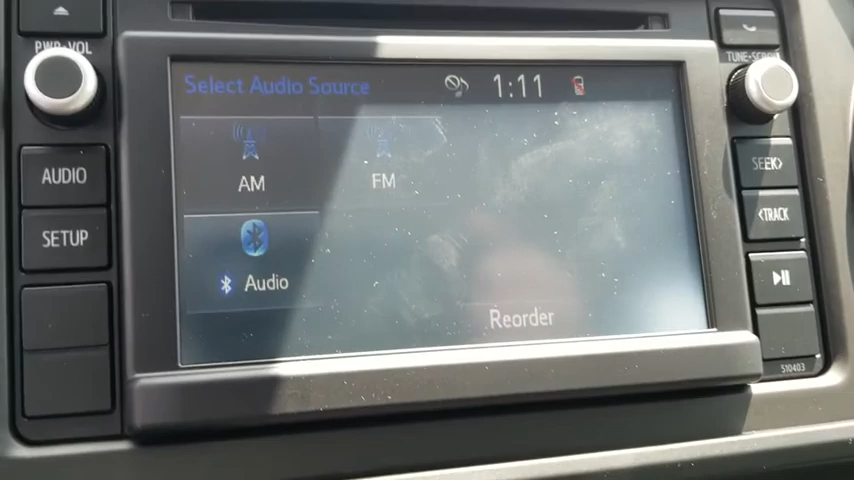 PWR·VOL
TUNE·SCROLL
Select Audio Source
1:11
AUDIO
AM
FM
SEEK>
SETUP
<TRACK
Audio
Reorder
510403